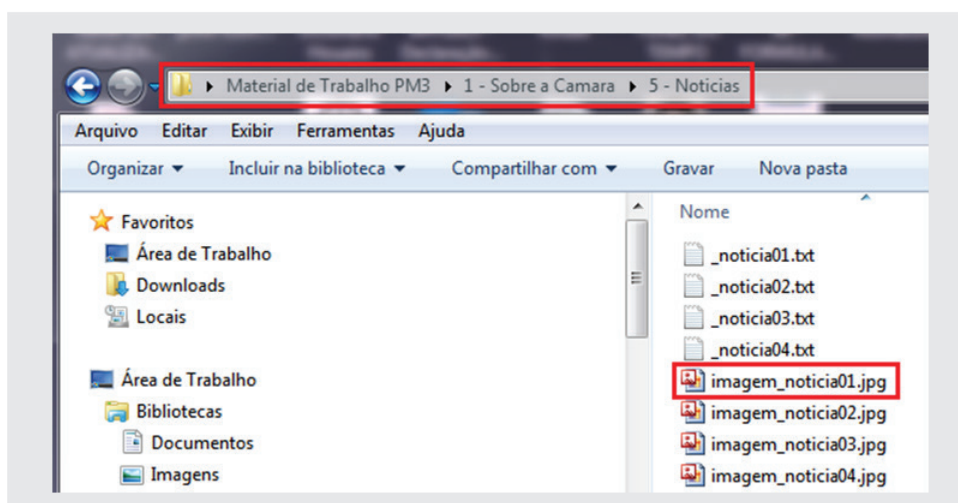 Material de Trabalho PM3 1 - Sobre a Camara 5 - Noticias
Arquivo Editar Exibir Ferramentas Ajuda
Organizar Incluir na biblioteca Compartilhar com Gravar Nova pasta
Favoritos
Área de Trabalho
Downloads
Locais
Área de Trabalho
Bibliotecas
Documentos
Imagens
Nome
_noticia01.txt
_noticia02.txt
_noticia03.txt
_noticia04.txt
imagem_noticia01.jpg
imagem_noticia02.jpg
imagem_noticia03.jpg
imagem_noticia04.jpg